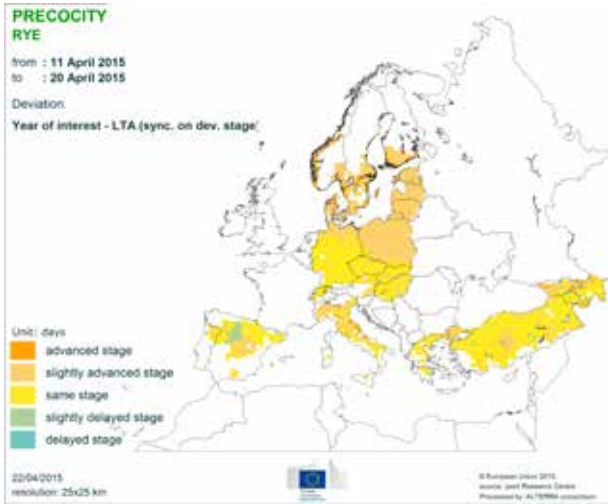 PRECOCITY
RYE
from : 11 April 2015
to : 20 April 2015
Deviation:
Year of interest - LTA (sync. on dev. stage)
Unit: days
advanced stage
slightly advanced stage
same stage
slightly delayed stage
delayed stage
22/04/2015
resolution: 25x25 km
© European Union 2015
source: Joint Research Centre
Processed by: ALTERRA consortium